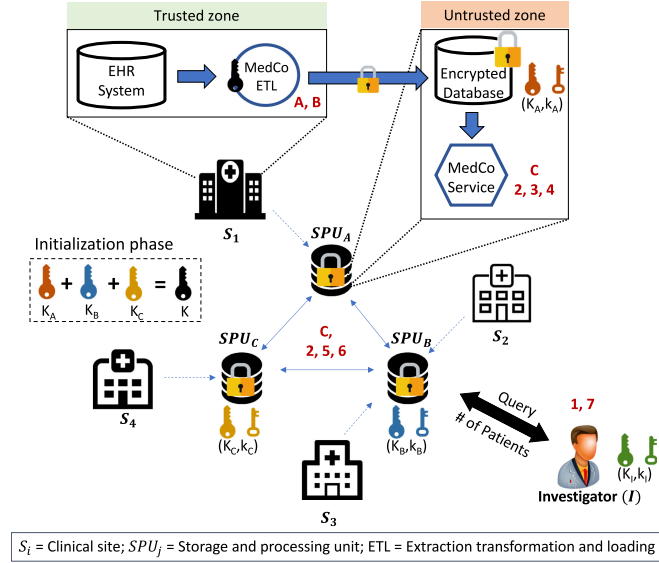 Trusted zone
Untrusted zone
EHR
System
MedCo
ETL
A, B
Encrypted
Database
(K_A,k_A)
MedCo
Service
C
2, 3, 4
S_1
SPU_A
Initialization phase
+ + =
K_A K_B K_C K
SPU_C
C,
2, 5, 6
SPU_B
S_2
S_4
(K_C,k_C)
(K_B,k_B)
S_3
Query
# of Patients
1, 7
(K_I,k_I)
Investigator (I)
S_i = Clinical site; SPU_j = Storage and processing unit; ETL = Extraction transformation and loading